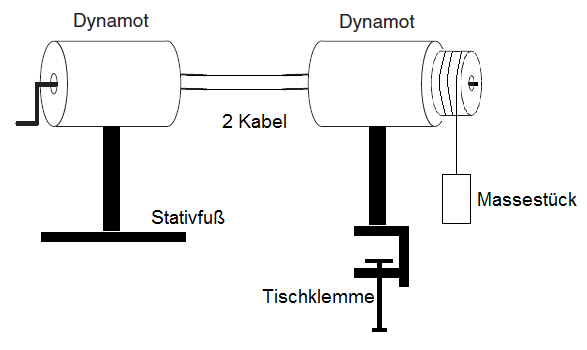 Dynamot
Dynamot
2 Kabel
Massestück
Stativfuß
Tischklemme